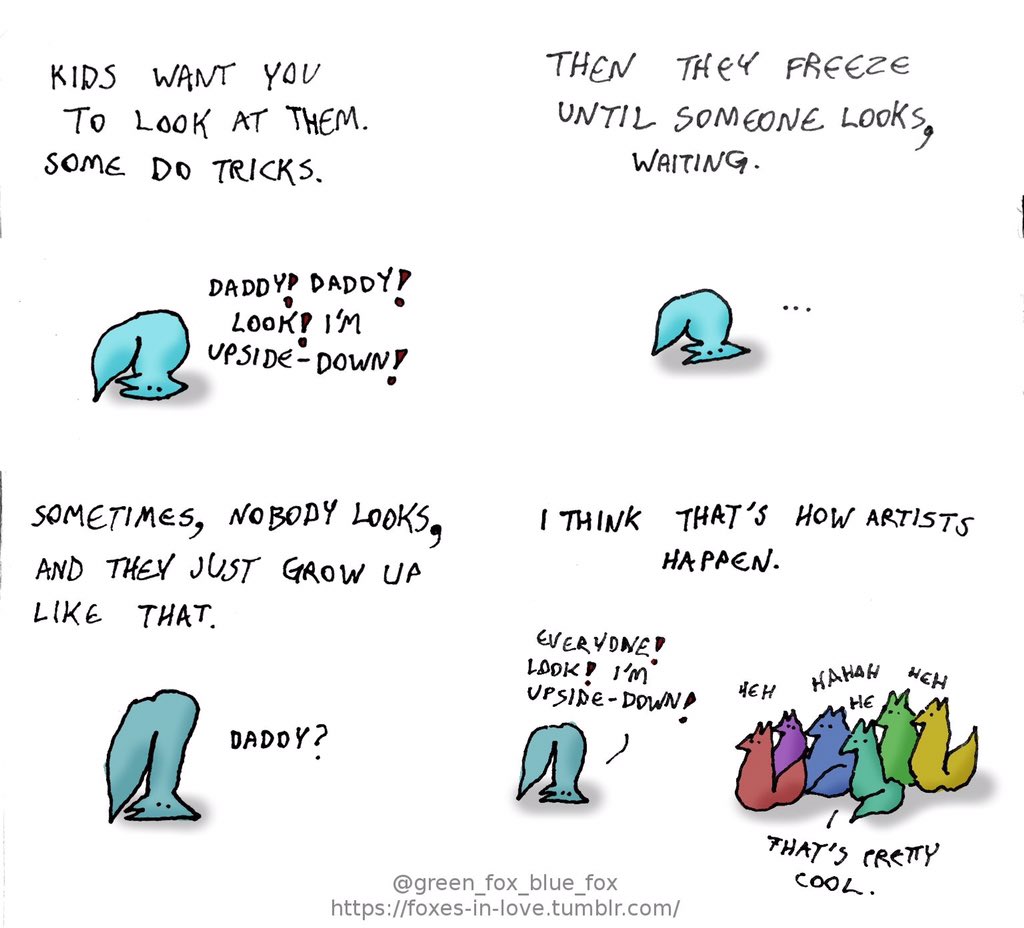 KIDS WANT YOU
TO LOOK AT THEM.
SOME DO TRICKS.
DADDY! DADDY!
LOOK! I'M
UPSIDE-DOWN!
THEN THEY FREEZE
UNTIL SOMEONE LOOKS,
WAITING.
...
SOMETIMES, NOBODY LOOKS,
AND THEY JUST GROW UP
LIKE THAT.
DADDY?
I THINK THAT'S HOW ARTISTS
HAPPEN.
EVERYONE!
LOOK! I'M
UPSIDE-DOWN!
HEH
HAHAH
HE
HEH
THAT'S PRETTY
COOL.
@green_fox_blue_fox
https://foxes-in-love.tumblr.com/